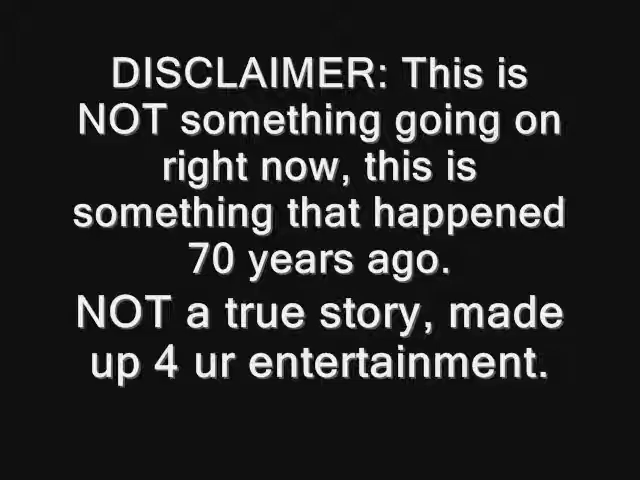 DISCLAIMER: This is
NOT something going on
right now, this is
something that happened
70 years ago.
NOT a true story, made
up 4 ur entertainment.